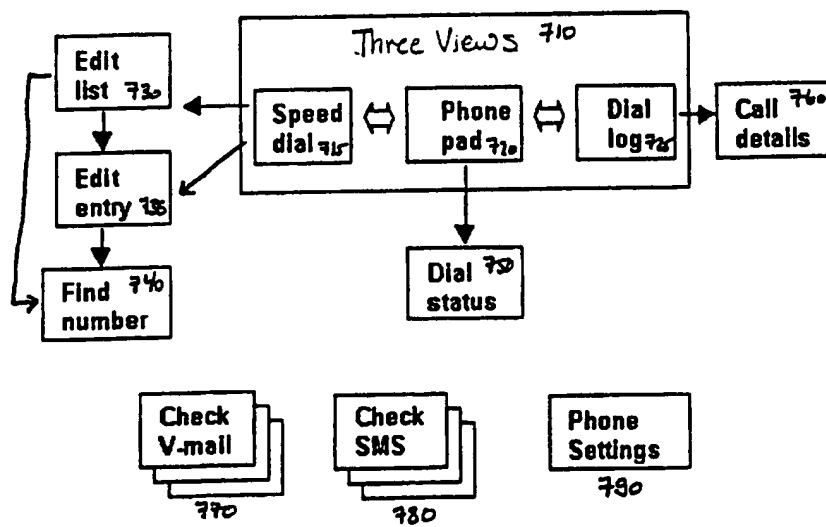 Three Views 710
Edit
list 730
Speed
dial 715
Phone
pad 720
Dial
log 725
Call 760
details
Edit
entry 735
Find 740
number
Dial 750
status
Check
V-mail
770
Check
SMS
780
Phone
Settings
790